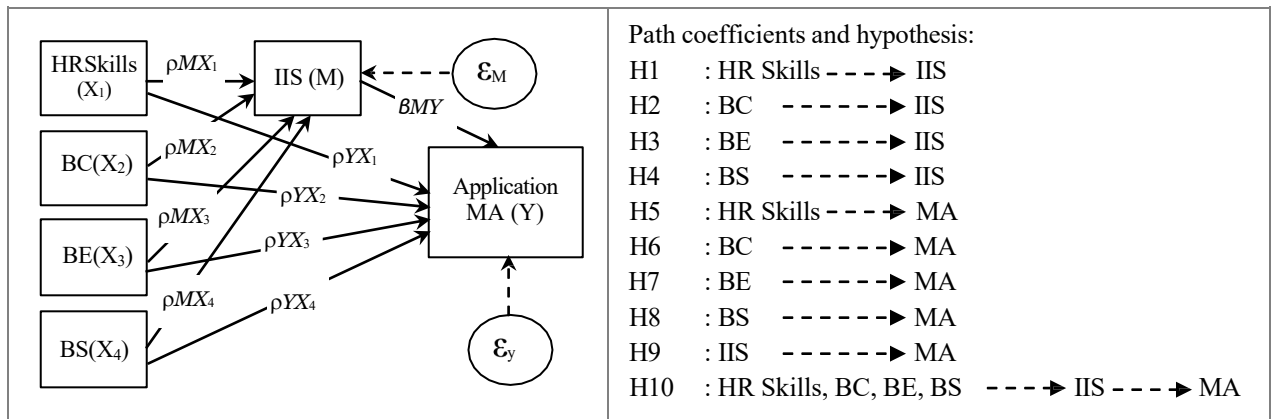 HRSkills
(X₁)
ρMX₁
IIS (M)
ε_M
βMY
BC(X₂)
ρMX₂
ρYX₁
Application
MA (Y)
ρYX₂
ρMX₃
BE(X₃)
ρYX₃
ρMX₄
ρYX₄
BS(X₄)
ε_y
Path coefficients and hypothesis:
H1 : HR Skills → IIS
H2 : BC → IIS
H3 : BE → IIS
H4 : BS → IIS
H5 : HR Skills → MA
H6 : BC → MA
H7 : BE → MA
H8 : BS → MA
H9 : IIS → MA
H10 : HR Skills, BC, BE, BS → IIS → MA